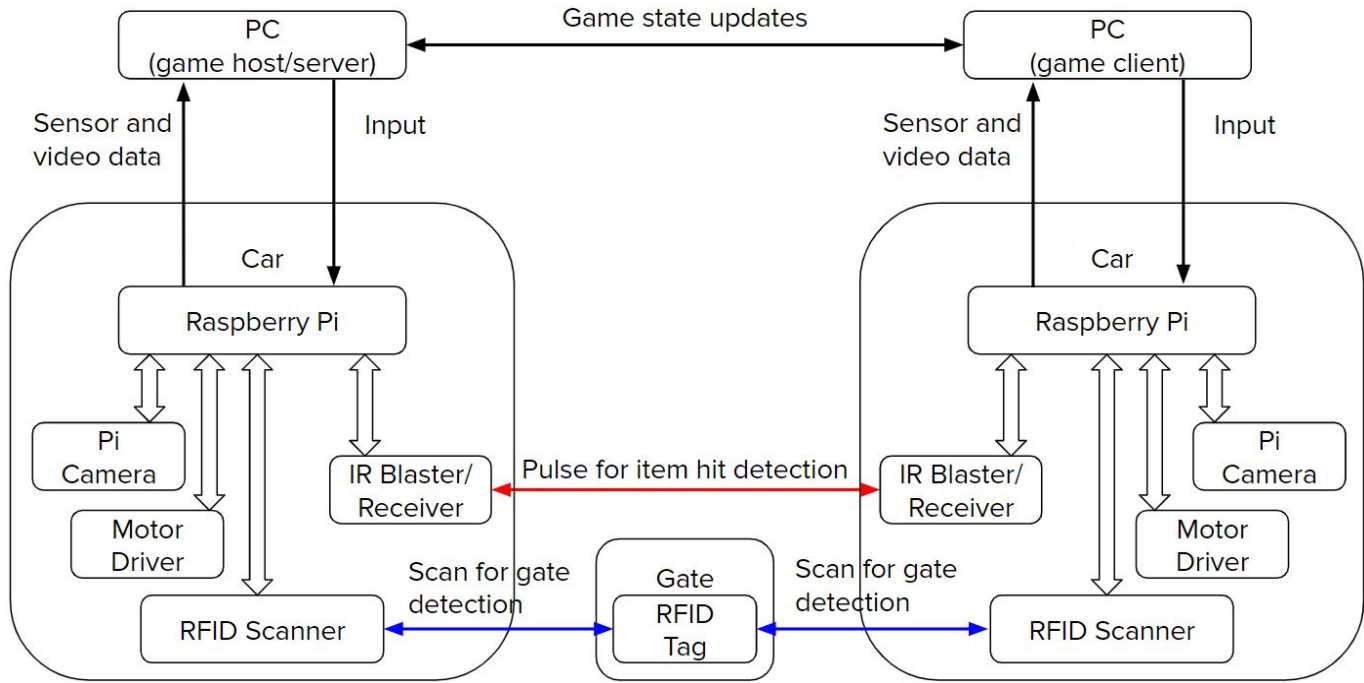 Game state updates
PC
(game host/server)
PC
(game client)
Sensor and
video data
Input
Sensor and
video data
Input
Car
Raspberry Pi
Car
Raspberry Pi
Pi
Camera
IR Blaster/
Receiver
Pulse for item hit detection
IR Blaster/
Receiver
Pi
Camera
Motor
Driver
Motor
Driver
Scan for gate
detection
Gate
RFID
Tag
Scan for gate
detection
RFID Scanner
RFID Scanner